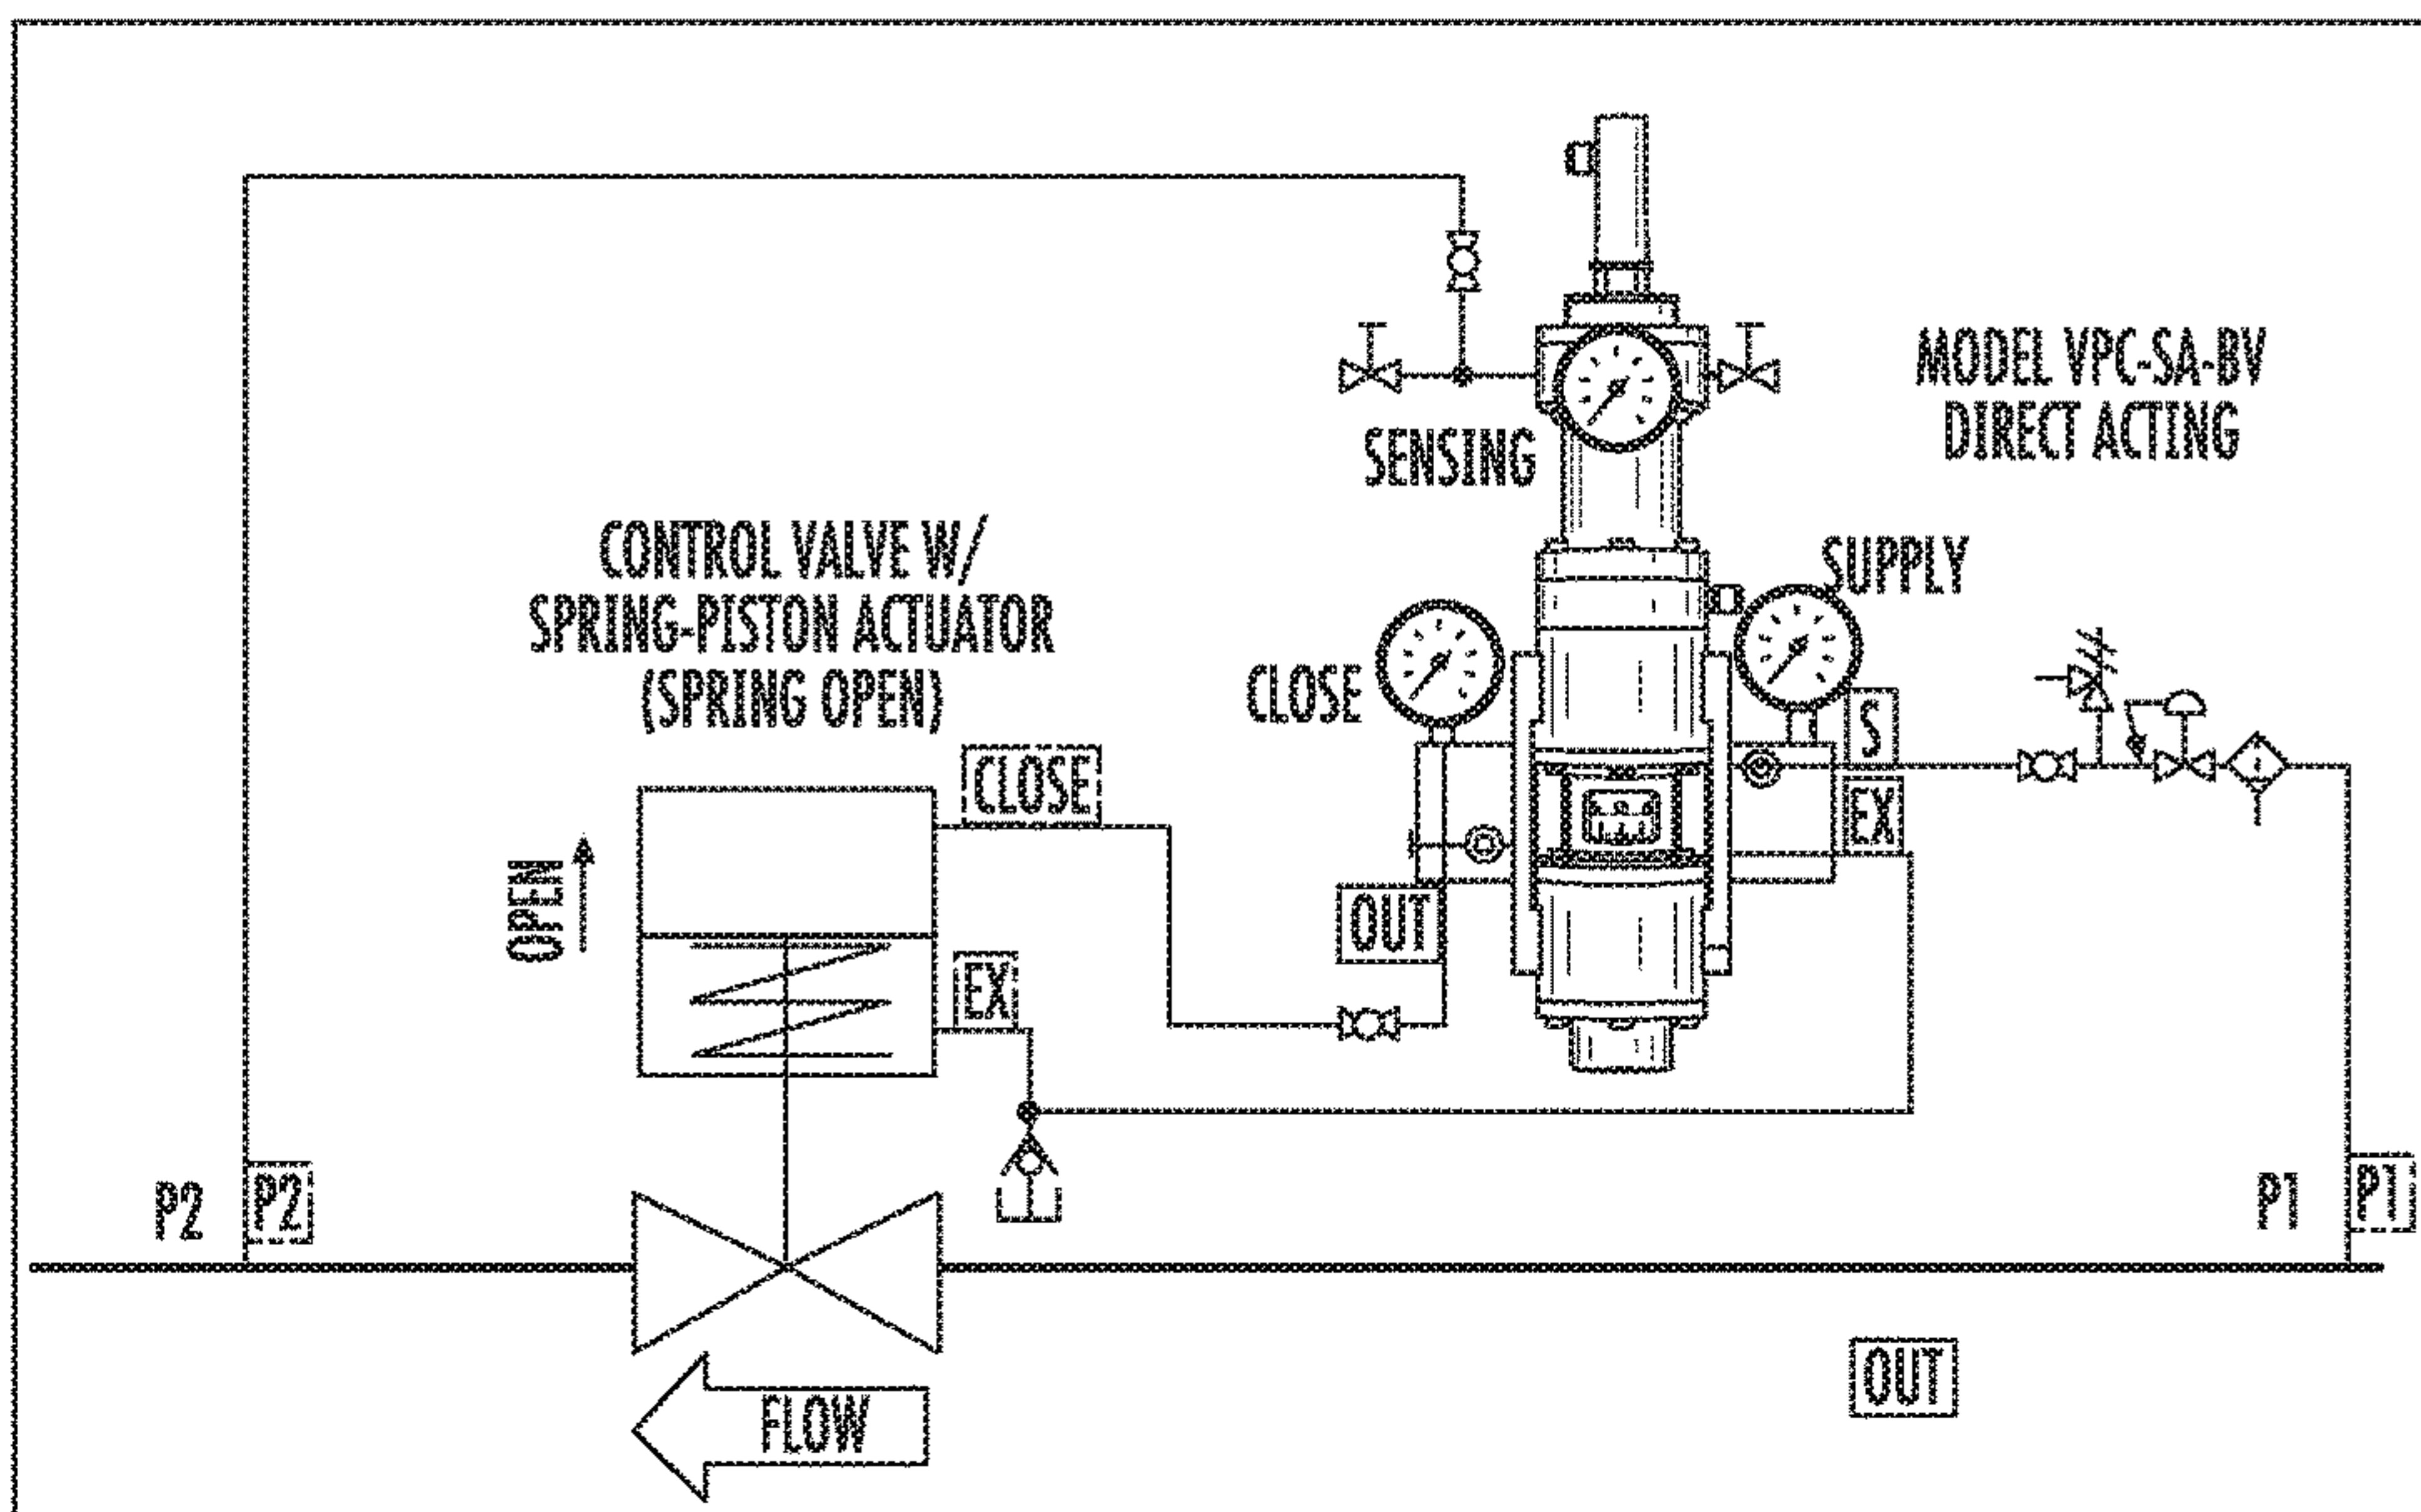 MODEL VPC-SA-BV
DIRECT ACTING
SENSING
CONTROL VALVE W/
SPRING-PISTON ACTUATOR
(SPRING OPEN)
SUPPLY
CLOSE
S
CLOSE
EX
OPEN
OUT
EX
P2
P2
P1
P1
OUT
FLOW